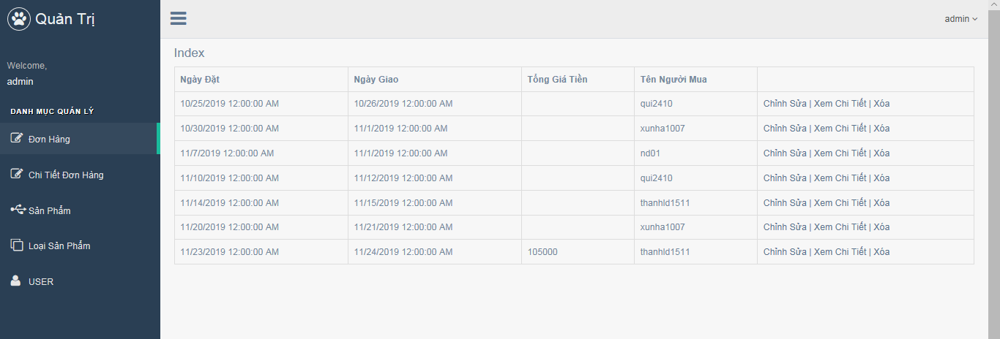 Quản Trị
admin
Welcome,
admin
DANH MỤC QUẢN LÝ
Đơn Hàng
Chi Tiết Đơn Hàng
Sản Phẩm
Loại Sản Phẩm
USER
Index
Ngày Đặt Ngày Giao Tổng Giá Tiền Tên Người Mua
10/25/2019 12:00:00 AM 10/26/2019 12:00:00 AM qui2410 Chỉnh Sửa | Xem Chi Tiết | Xóa
10/30/2019 12:00:00 AM 11/1/2019 12:00:00 AM xunha1007 Chỉnh Sửa | Xem Chi Tiết | Xóa
11/7/2019 12:00:00 AM 11/1/2019 12:00:00 AM nd01 Chỉnh Sửa | Xem Chi Tiết | Xóa
11/10/2019 12:00:00 AM 11/12/2019 12:00:00 AM qui2410 Chỉnh Sửa | Xem Chi Tiết | Xóa
11/14/2019 12:00:00 AM 11/15/2019 12:00:00 AM thanhld1511 Chỉnh Sửa | Xem Chi Tiết | Xóa
11/20/2019 12:00:00 AM 11/21/2019 12:00:00 AM xunha1007 Chỉnh Sửa | Xem Chi Tiết | Xóa
11/23/2019 12:00:00 AM 11/24/2019 12:00:00 AM 105000 thanhld1511 Chỉnh Sửa | Xem Chi Tiết | Xóa